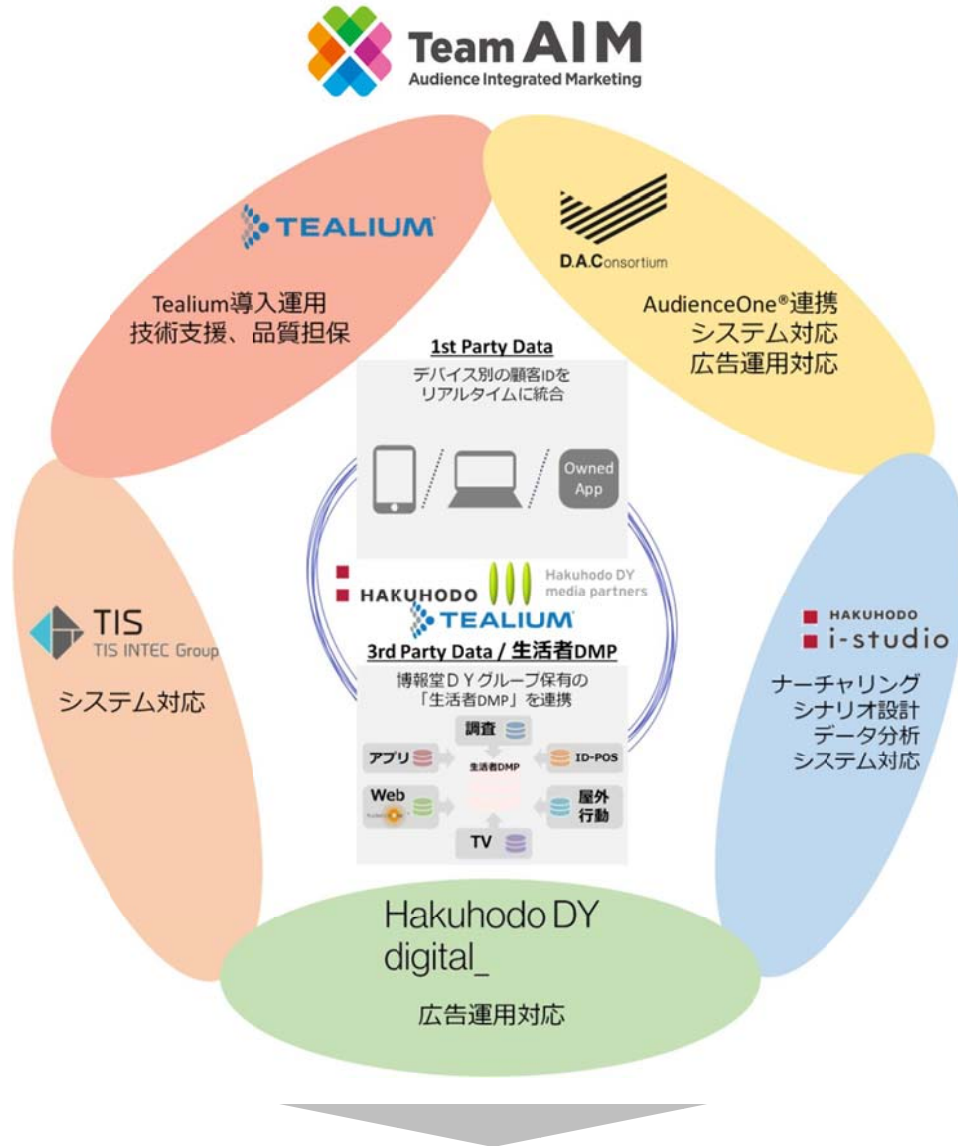 Team AIM
Audience Integrated Marketing
TEALIUM
Tealium導入運用
技術支援、品質担保
D.A.Consortium
AudienceOne®連携
システム対応
広告運用対応
1st Party Data
デバイス別の顧客IDを
リアルタイムに統合
Owned
App
HAKUHODO
Hakuhodo DY
media partners
TEALIUM
3rd Party Data / 生活者DMP
博報堂DYグループ保有の
「生活者DMP」を連携
調査
アプリ
生活者DMP
ID-POS
Web
屋外
行動
TV
TIS
TIS INTEC Group
システム対応
HAKUHODO
i-studio
ナーチャリング
シナリオ設計
データ分析
システム対応
Hakuhodo DY
digital_
広告運用対応